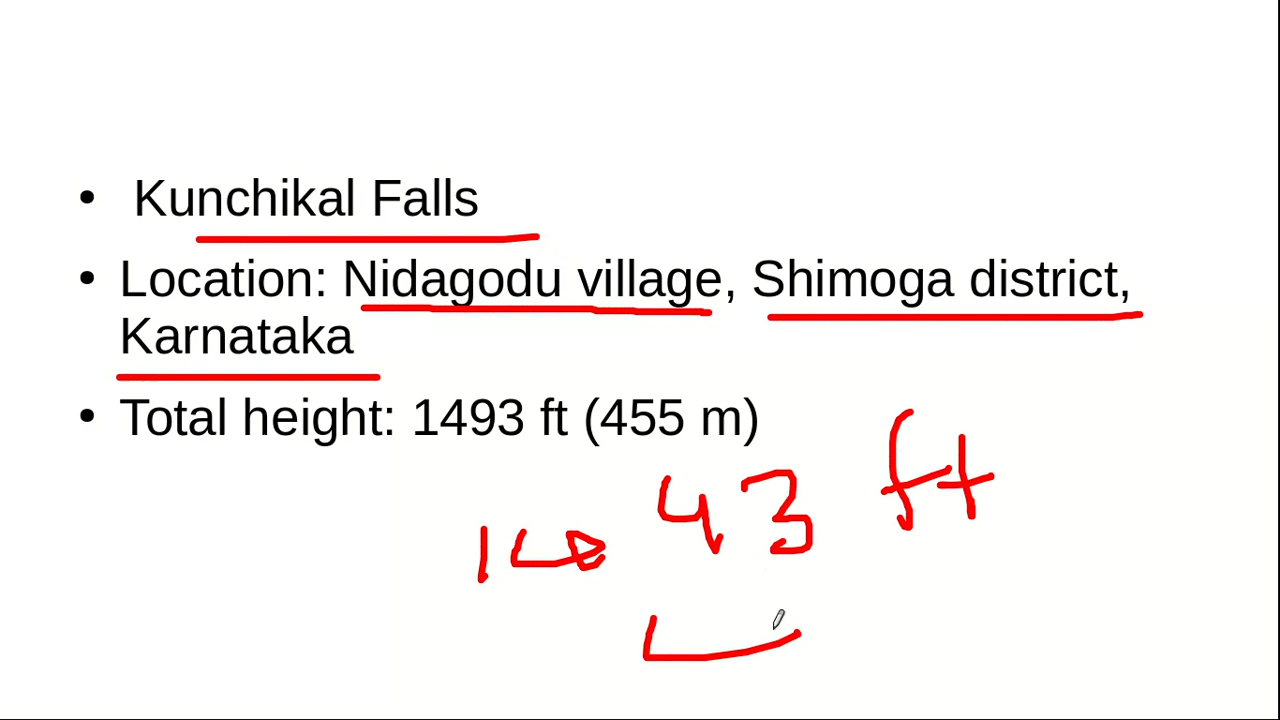 • Kunchikal Falls
• Location: Nidagodu village, Shimoga district,
Karnataka
• Total height: 1493 ft (455 m)
43 ft